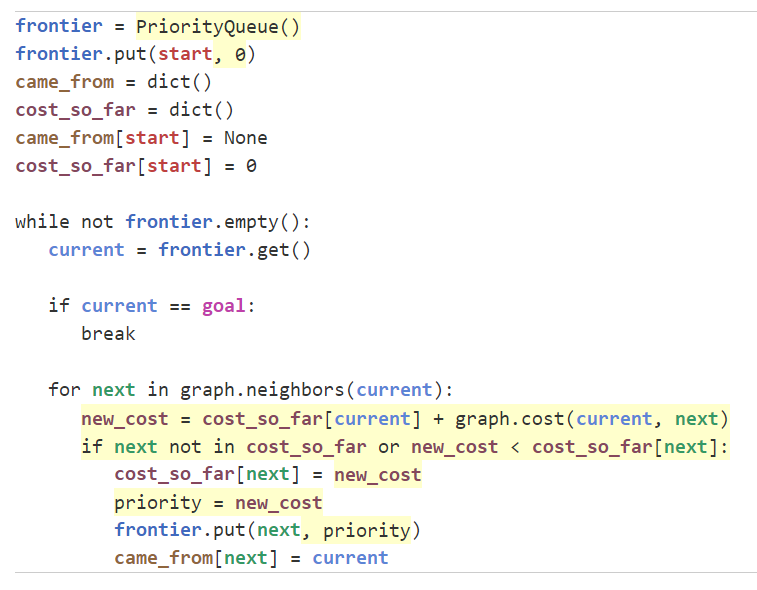 frontier = PriorityQueue()
frontier.put(start, 0)
came_from = dict()
cost_so_far = dict()
came_from[start] = None
cost_so_far[start] = 0

while not frontier.empty():
   current = frontier.get()

   if current == goal:
      break

   for next in graph.neighbors(current):
      new_cost = cost_so_far[current] + graph.cost(current, next)
      if next not in cost_so_far or new_cost < cost_so_far[next]:
         cost_so_far[next] = new_cost
         priority = new_cost
         frontier.put(next, priority)
         came_from[next] = current